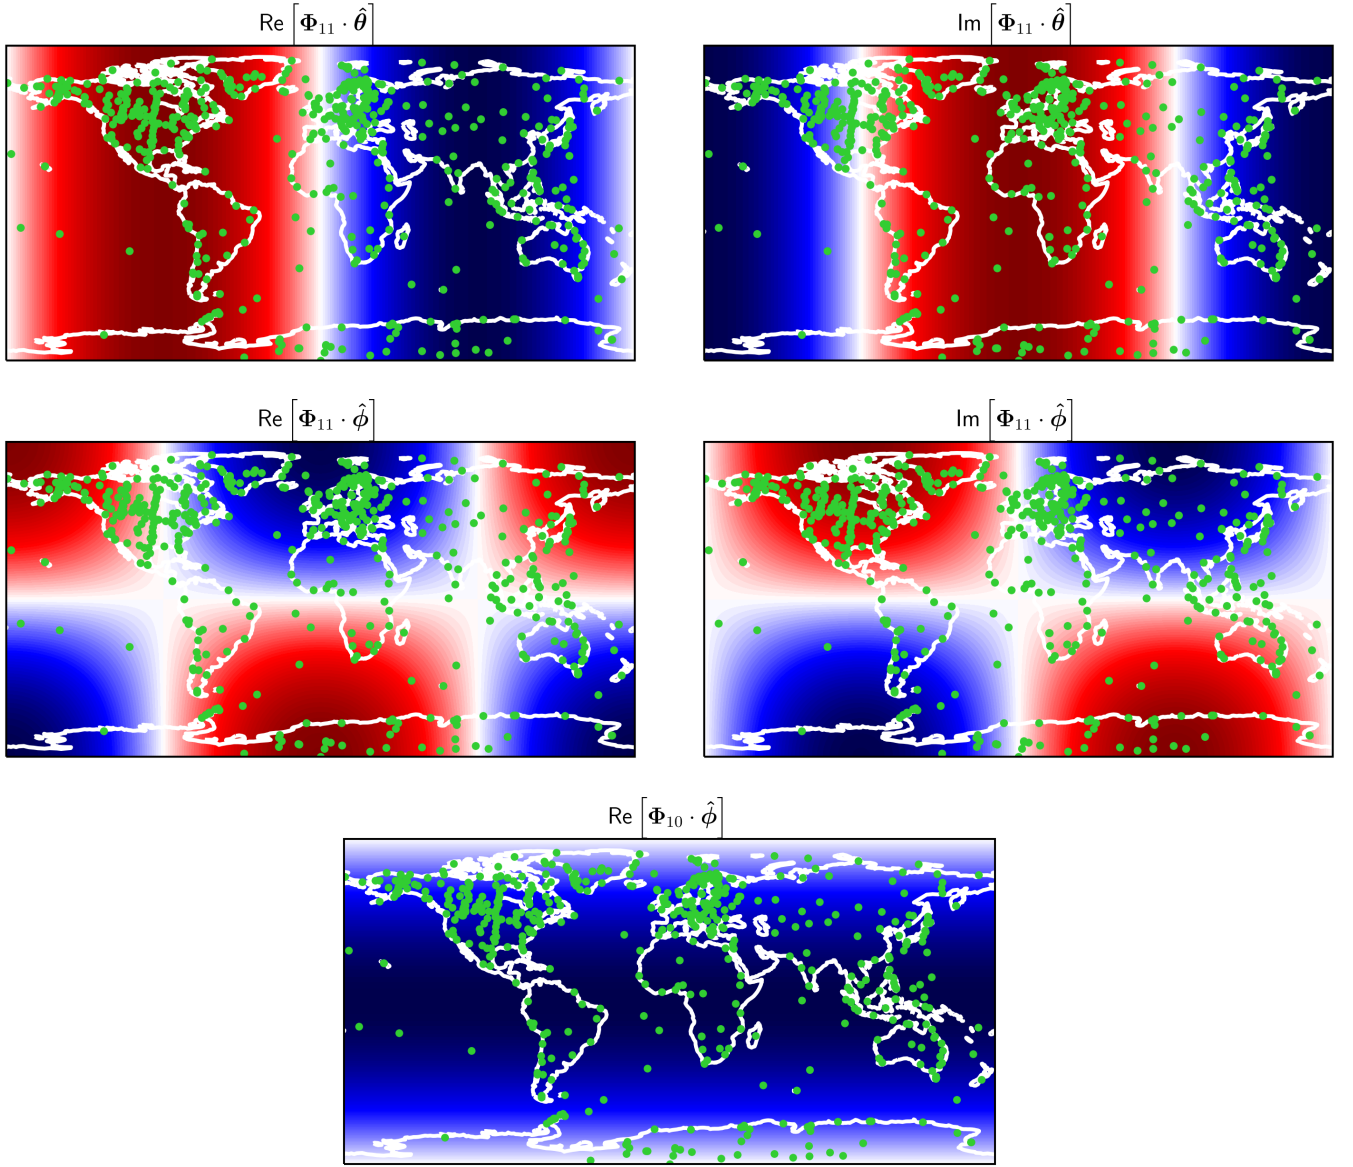 Re [Φ₁₁ · θ̂]
Im [Φ₁₁ · θ̂]
Re [Φ₁₁ · ϕ̂]
Im [Φ₁₁ · ϕ̂]
Re [Φ₁₀ · ϕ̂]